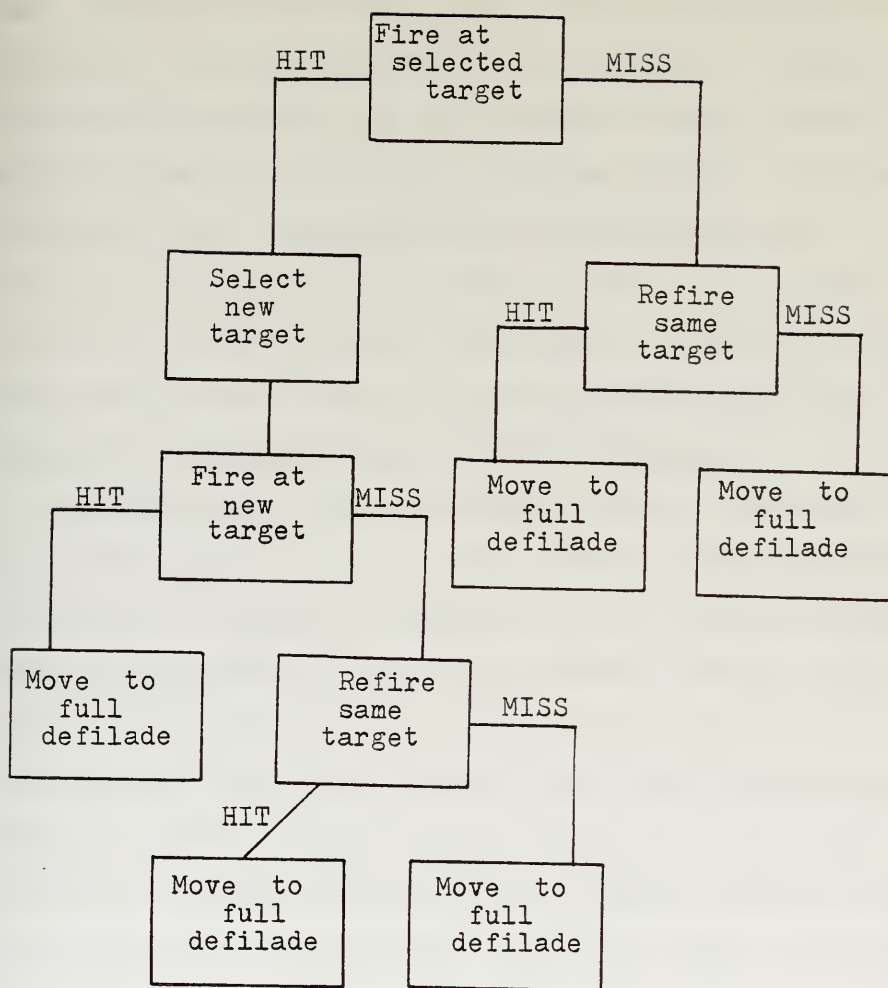 Fire at
selected
target
HIT
MISS
Select
new
target
Refire
same
target
HIT
MISS
Fire at
new
target
HIT
MISS
Move to
full
defilade
Move to
full
defilade
Move to
full
defilade
Refire
same
target
MISS
HIT
Move to
full
defilade
Move to
full
defilade